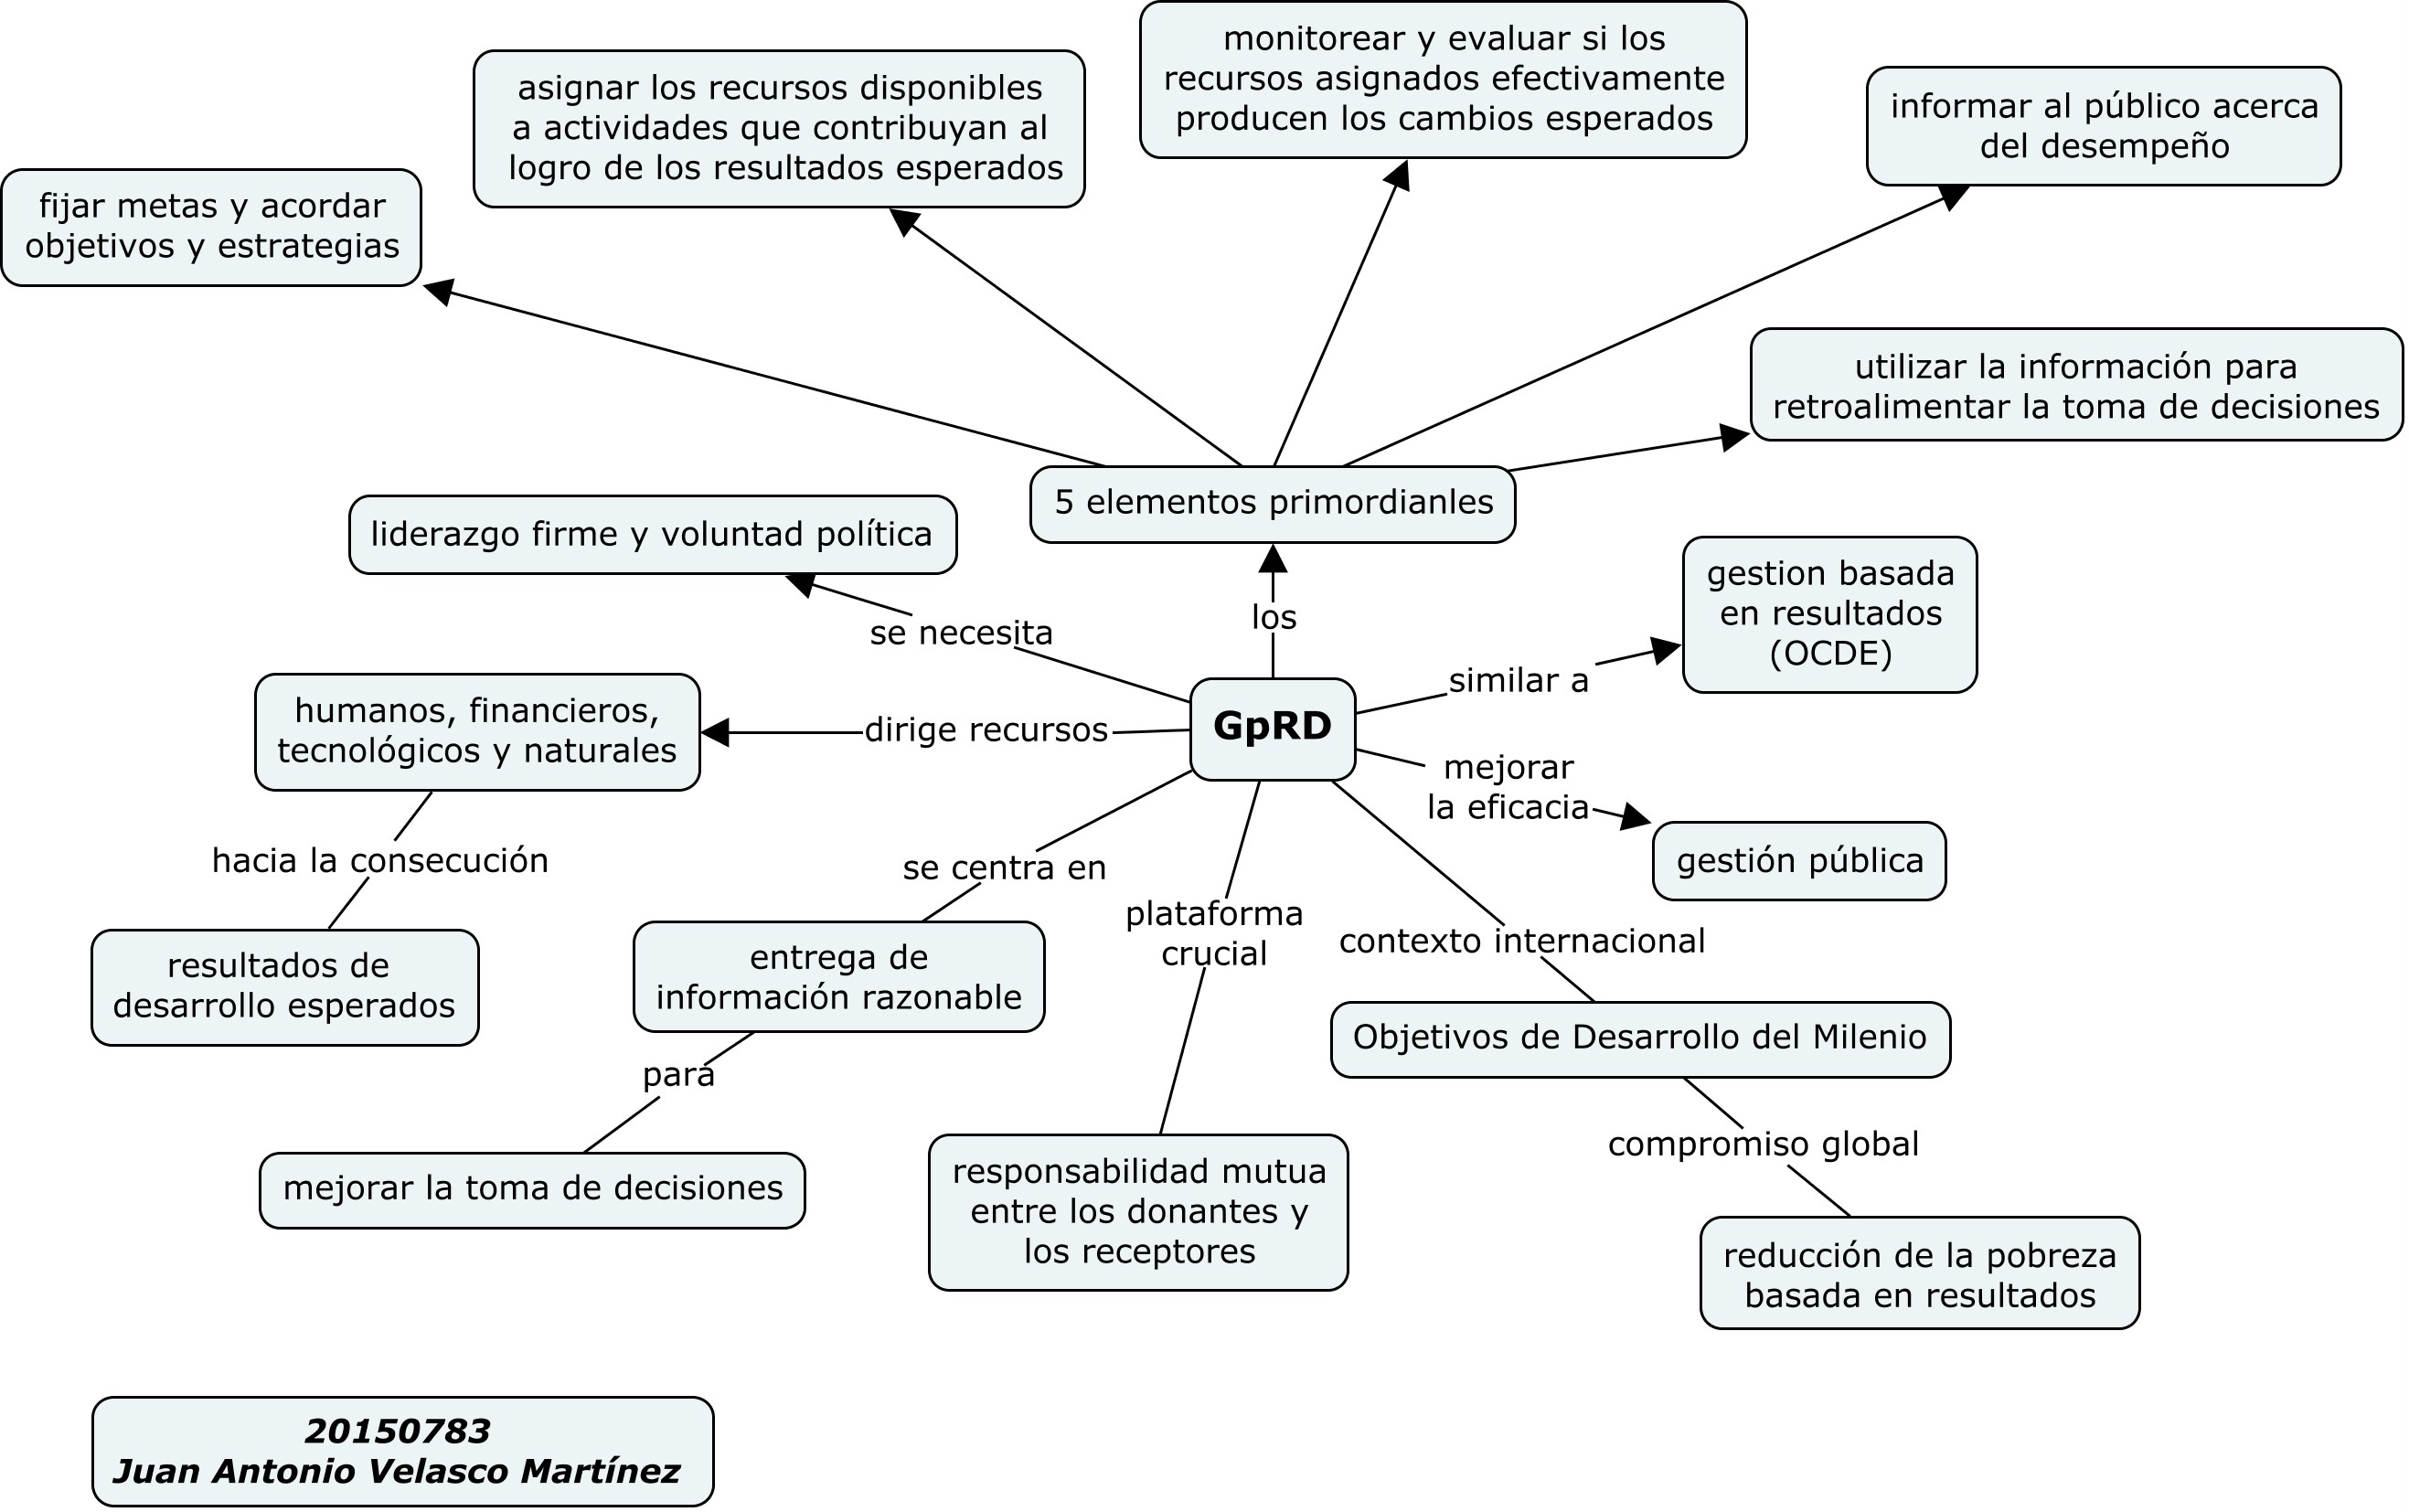 monitorear y evaluar si los
recursos asignados efectivamente
producen los cambios esperados
asignar los recursos disponibles
a actividades que contribuyan al
logro de los resultados esperados
informar al público acerca
del desempeño
fijar metas y acordar
objetivos y estrategias
utilizar la información para
retroalimentar la toma de decisiones
5 elementos primordianles
liderazgo firme y voluntad política
los
se necesita
gestion basada
en resultados
(OCDE)
similar a
humanos, financieros,
tecnológicos y naturales
dirige recursos
GpRD
mejorar
la eficacia
gestión pública
hacia la consecución
se centra en
plataforma
crucial
contexto internacional
resultados de
desarrollo esperados
entrega de
información razonable
Objetivos de Desarrollo del Milenio
para
compromiso global
mejorar la toma de decisiones
responsabilidad mutua
entre los donantes y
los receptores
reducción de la pobreza
basada en resultados
20150783
Juan Antonio Velasco Martínez